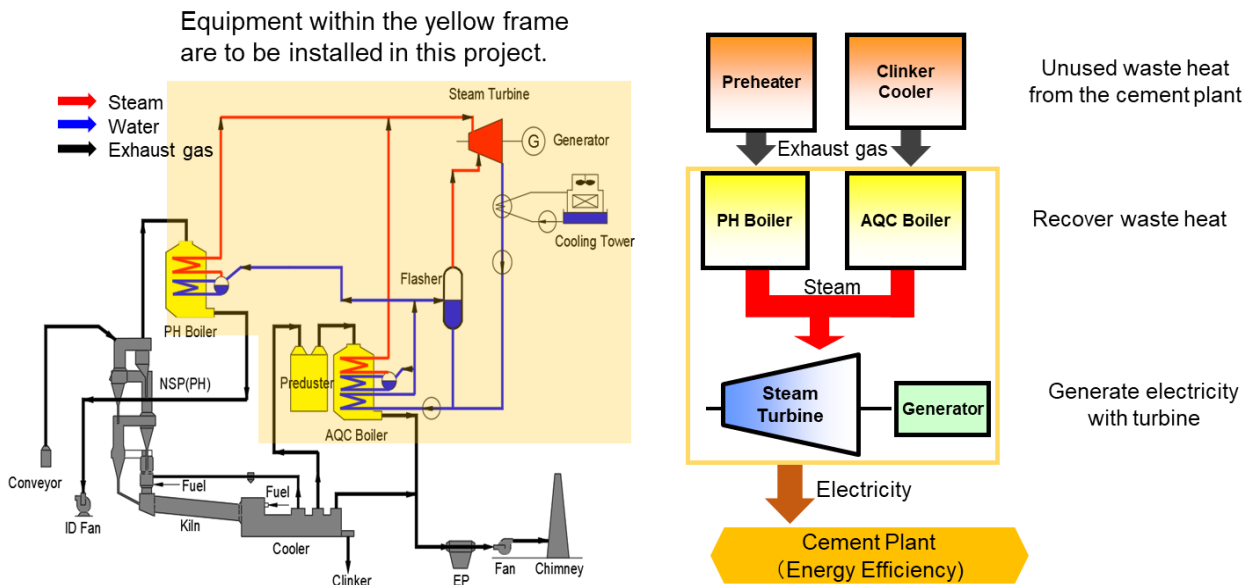 Equipment within the yellow frame
are to be installed in this project.
Steam
Water
Exhaust gas
Steam Turbine
G
Generator
Cooling Tower
Flasher
PH Boiler
Preduster
AQC Boiler
NSP(PH)
Conveyor
ID Fan
Fuel
Fuel
Kiln
Cooler
Clinker
EP
Fan
Chimney
Preheater
Clinker
Cooler
Unused waste heat
from the cement plant
Exhaust gas
PH Boiler
AQC Boiler
Recover waste heat
Steam
Steam
Turbine
Generator
Generate electricity
with turbine
Electricity
Cement Plant
(Energy Efficiency)